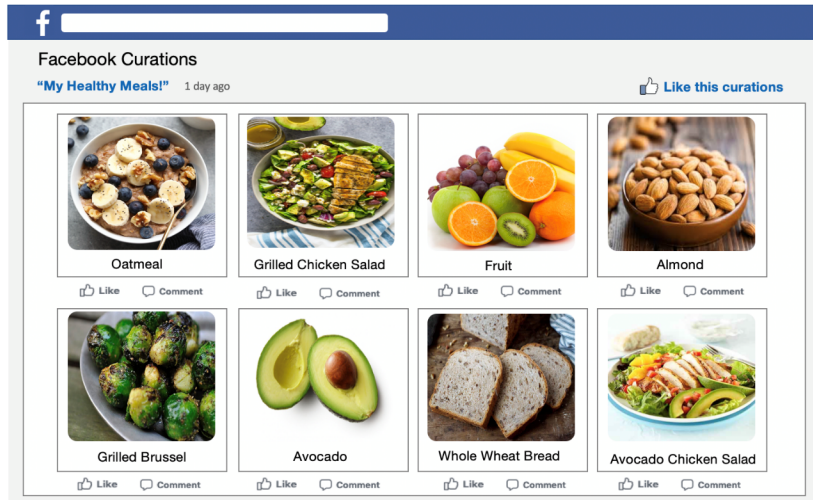 f
Facebook Curations
“My Healthy Meals!” 1 day ago Like this curations
Oatmeal Grilled Chicken Salad Fruit Almond
Like Comment Like Comment Like Comment Like Comment
Grilled Brussel Avocado Whole Wheat Bread Avocado Chicken Salad
Like Comment Like Comment Like Comment Like Comment